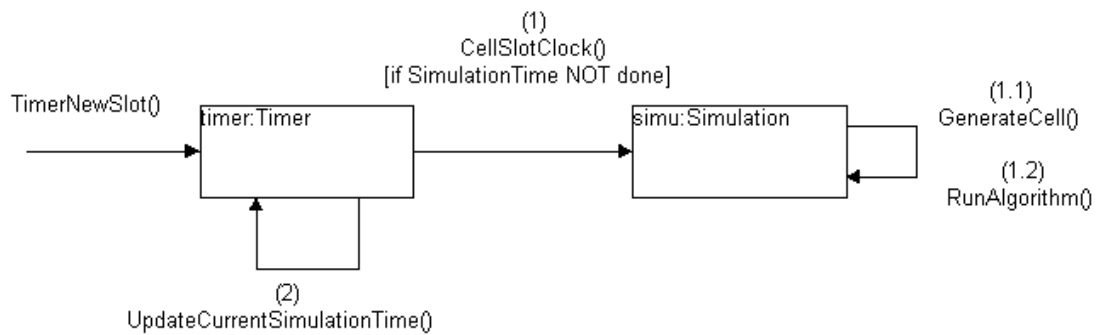 (1)
CellSlotClock()
[if SimulationTime NOT done]
TimerNewSlot()
timer:Timer
simu:Simulation
(1.1)
GenerateCell()
(1.2)
RunAlgorithm()
(2)
UpdateCurrentSimulationTime()